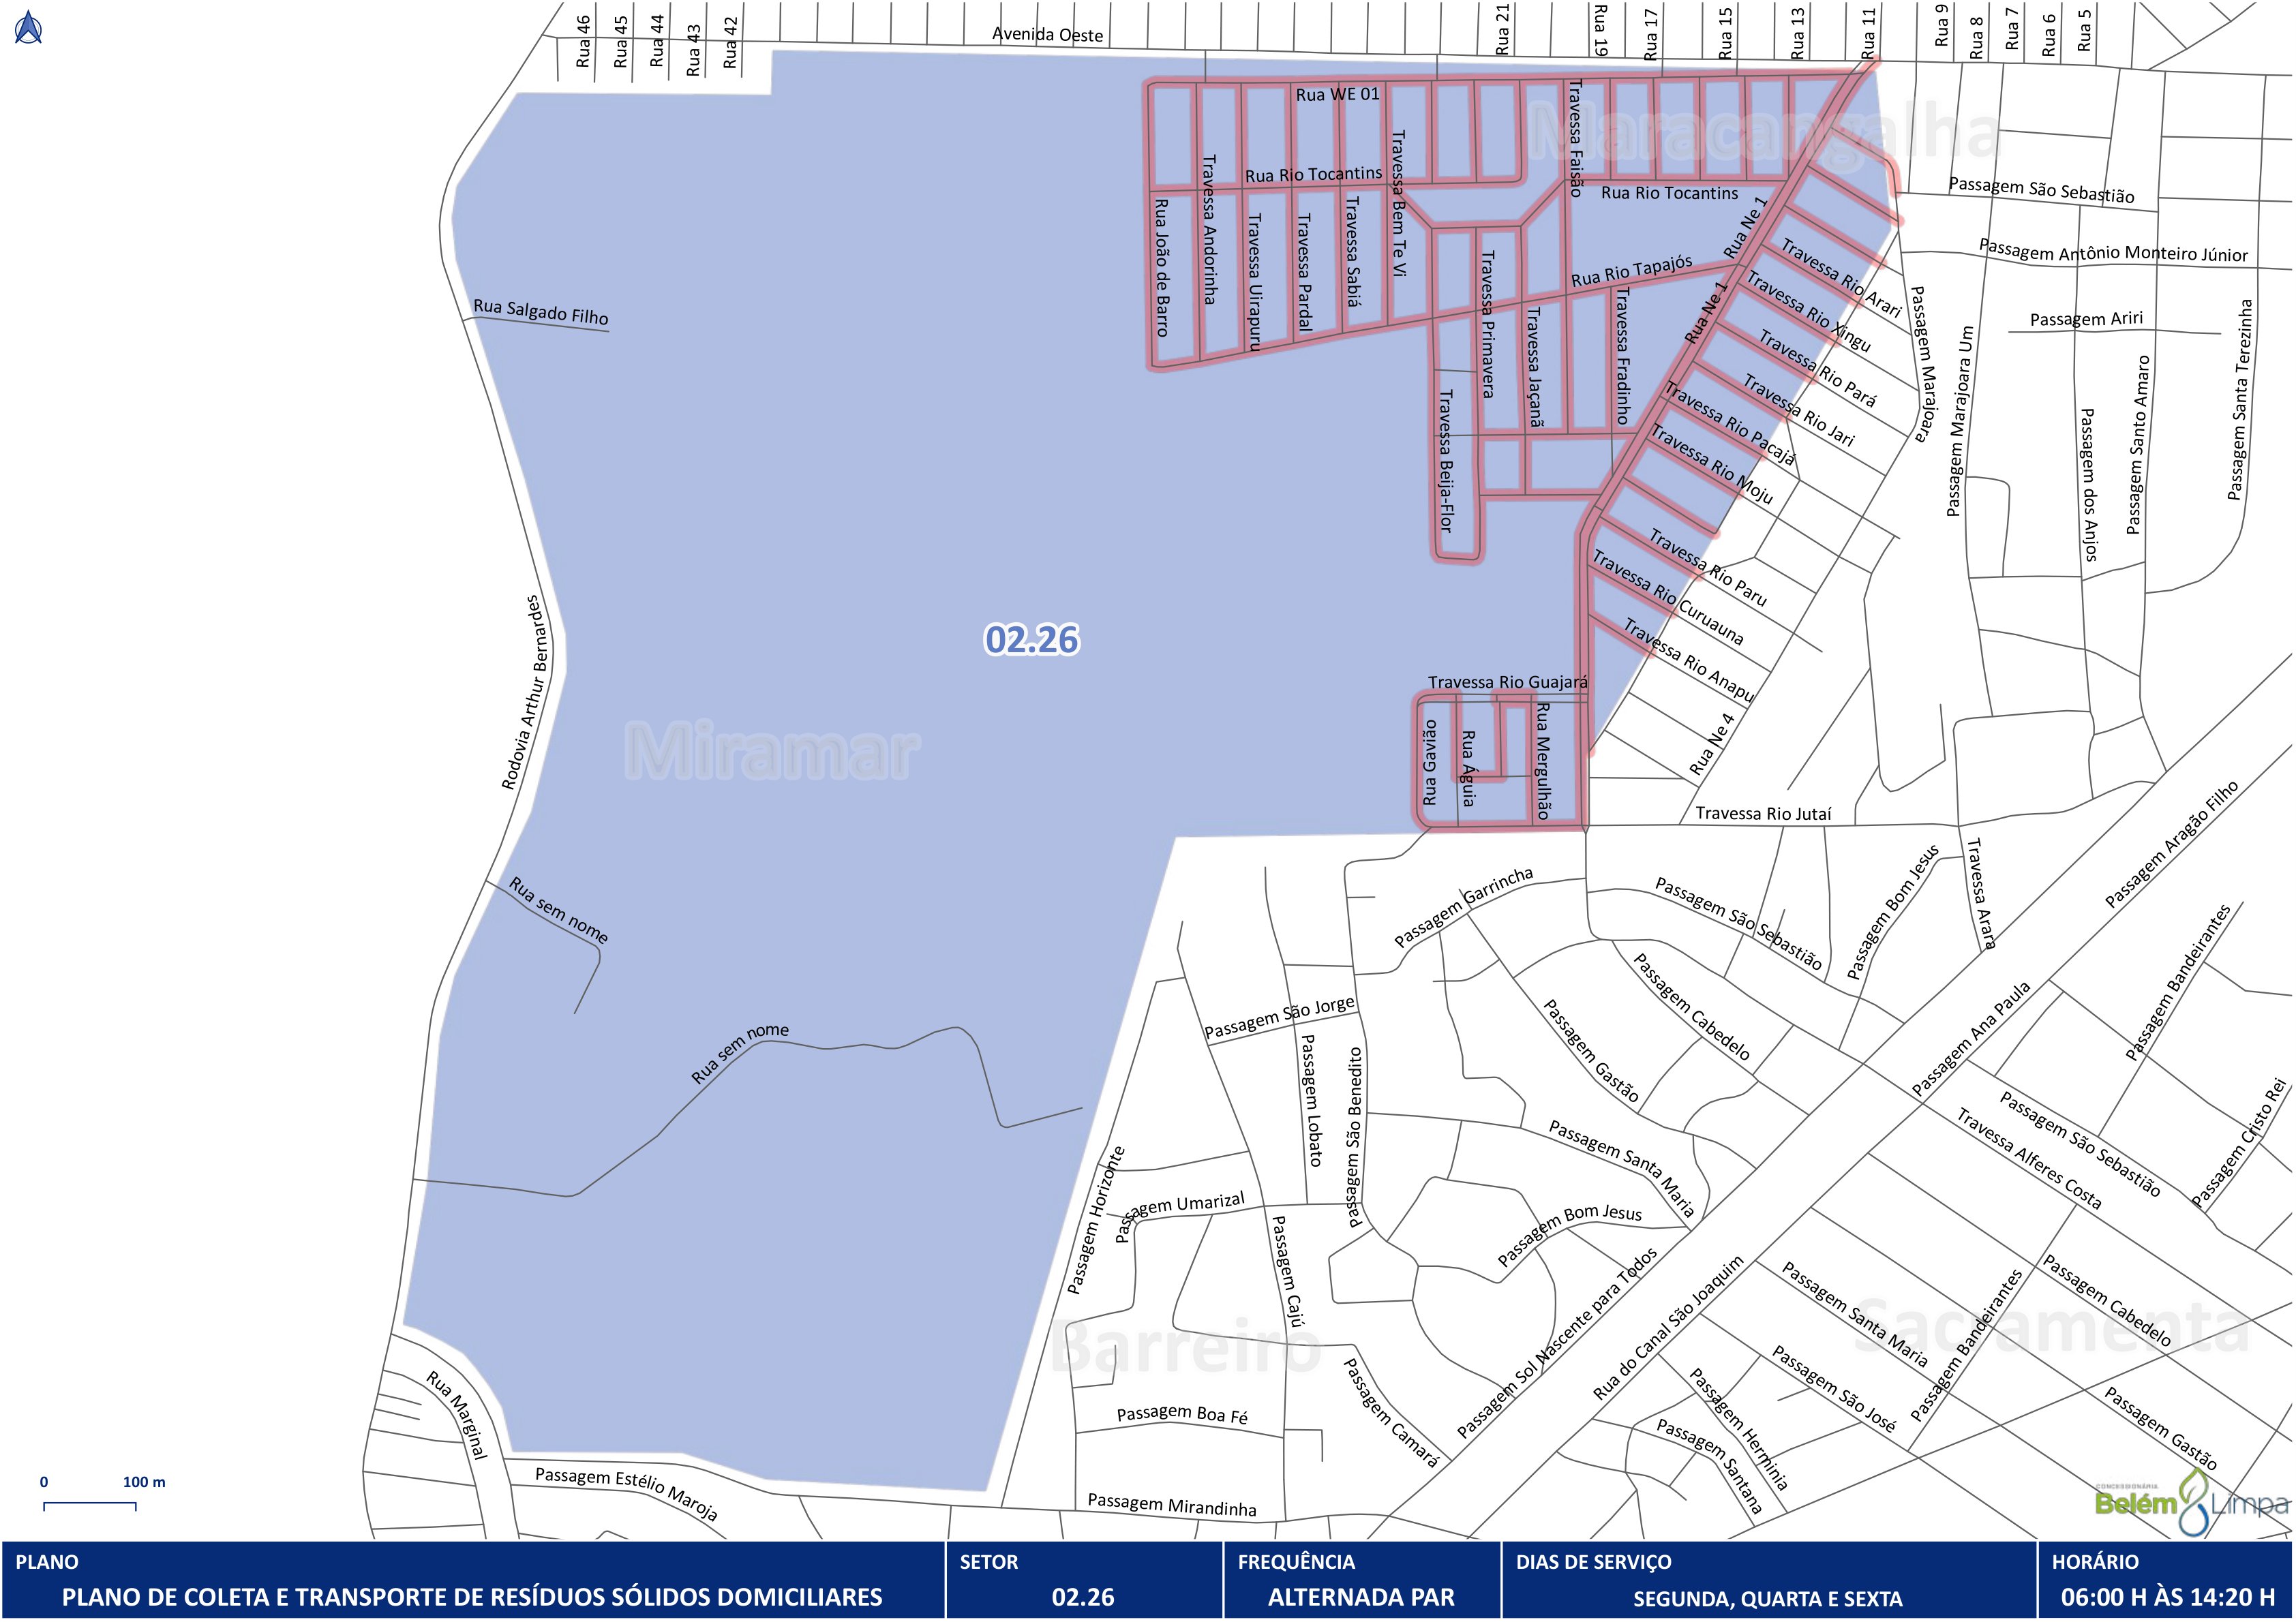 Rua 46
Rua 45
Rua 44
Rua 43
Rua 42
Avenida Oeste
Rua 21
Rua 19
Rua 17
Rua 15
Rua 13
Rua 11
Rua 9
Rua 8
Rua 7
Rua 6
Rua 5
Rua WE 01
Maracangalha
Travessa Faisão
Travessa Bem Te Vi
Travessa Andorinha
Rua Rio Tocantins
Rua Rio Tocantins
Passagem São Sebastião
Rua João de Barro
Travessa Uirapuru
Travessa Pardal
Travessa Sabiá
Rua Ne 1
Travessa Rio Arari
Passagem Antônio Monteiro Júnior
Travessa Primavera
Rua Rio Tapajós
Travessa Rio Xingu
Rua Salgado Filho
Rua Ne 1
Travessa Jaçanã
Travessa Fradinho
Passagem Marajoara
Passagem Marajoara Um
Passagem Ariri
Passagem Santa Terezinha
Travessa Rio Pará
Travessa Rio Jari
Travessa Rio Pacajá
Travessa Rio Moju
Passagem Santo Amaro
Passagem dos Anjos
Travessa Beija-Flor
Travessa Rio Paru
Travessa Rio Curuauna
Travessa Rio Anapu
02.26
Rodovia Arthur Bernardes
Miramar
Travessa Rio Guajará
Rua Gavião
Rua Águia
Rua Mergulhão
Rua Ne 4
Travessa Rio Jutaí
Passagem Aragão Filho
Travessa Arara
Passagem Bom Jesus
Rua sem nome
Passagem Garrincha
Passagem São Sebastião
Passagem Bandeirantes
Passagem Cabedelo
Passagem São Jorge
Passagem Gastão
Passagem Ana Paula
Rua sem nome
Passagem Lobato
Passagem São Benedito
Passagem Santa Maria
Passagem São Sebastião
Travessa Alferes Costa
Passagem Cristo Rei
Passagem Horizonte
Passagem Umarizal
Passagem Bom Jesus
Passagem Cajú
Passagem Sol Nascente para Todos
Rua do Canal São Joaquim
Passagem Santa Maria
Passagem Bandeirantes
Passagem Cabedelo
Barreiro
Sacramenta
Rua Marginal
Passagem Boa Fé
Passagem Camará
Passagem São José
Passagem Herminia
Passagem Santana
Passagem Gastão
Passagem Estélio Maroja
Passagem Mirandinha
0 100 m
CONCESSIONÁRIA
Belém Limpa
PLANO
PLANO DE COLETA E TRANSPORTE DE RESÍDUOS SÓLIDOS DOMICILIARES
SETOR
02.26
FREQUÊNCIA
ALTERNADA PAR
DIAS DE SERVIÇO
SEGUNDA, QUARTA E SEXTA
HORÁRIO
06:00 H ÀS 14:20 H